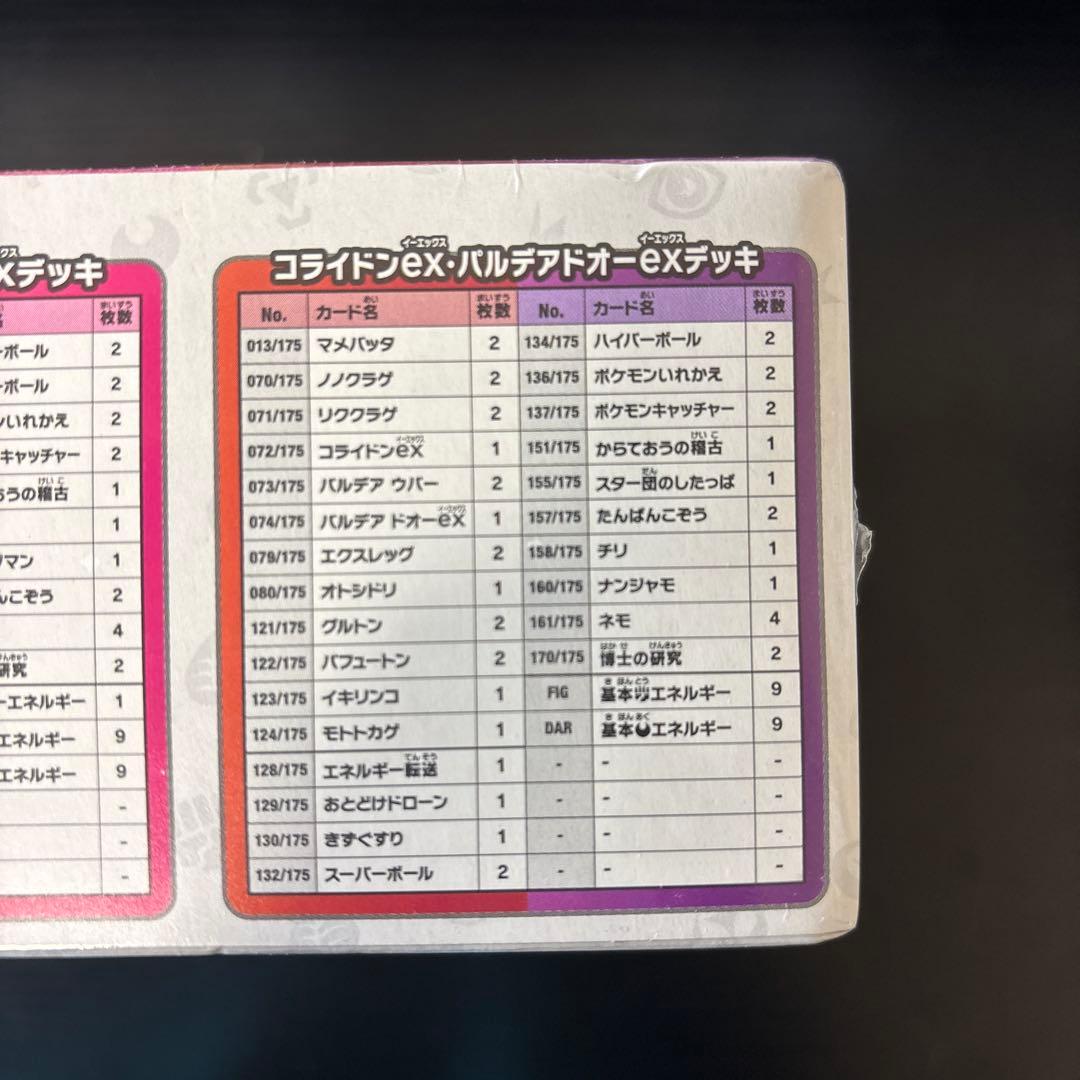 exデッキ
枚数
ーボール 2
ーボール 2
いれかえ 2
キャッチャー 2
うの稽古 1
1
マン 1
んこぞう 2
4
研究 2
ーエネルギー 1
エネルギー 9
エネルギー 9
-
-
-
コライドンex・パルデアドオーexデッキ
No. カード名 枚数 No. カード名 枚数
013/175 マメバッタ 2 134/175 ハイパーボール 2
070/175 ノノクラゲ 2 136/175 ポケモンいれかえ 2
071/175 リククラゲ 2 137/175 ポケモンキャッチャー 2
072/175 コライドンex 1 151/175 からておうの稽古 1
073/175 パルデア ウパー 2 155/175 スター団のしたっぱ 1
074/175 パルデア ドオーex 1 157/175 たんぱんこぞう 2
079/175 エクスレッグ 2 158/175 チリ 1
080/175 オトシドリ 1 160/175 ナンジャモ 1
121/175 グルトン 2 161/175 ネモ 4
122/175 パフュートン 2 170/175 博士の研究 2
123/175 イキリンコ 1 FIG 基本エネルギー 9
124/175 モトトカゲ 1 DAR 基本エネルギー 9
128/175 エネルギー転送 1 - - -
129/175 おとどけドローン 1 - - -
130/175 きずぐすり 1 - - -
132/175 スーパーボール 2 - - -